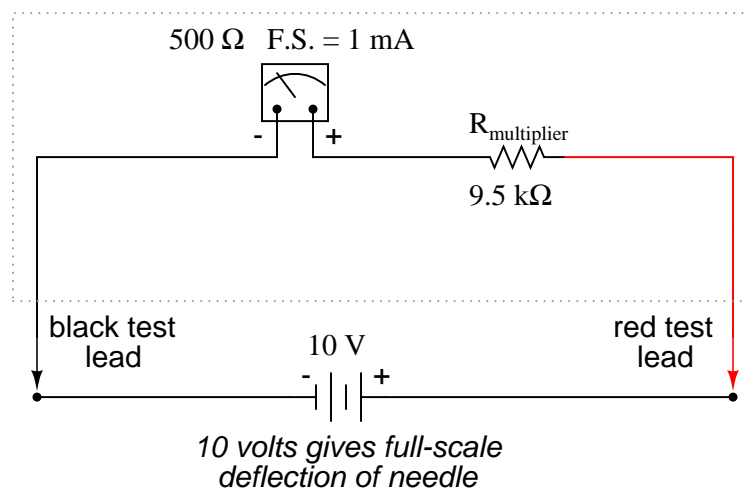 500 Ω F.S. = 1 mA
- +
R multiplier
9.5 kΩ
black test
lead
10 V
- +
red test
lead
10 volts gives full-scale
deflection of needle